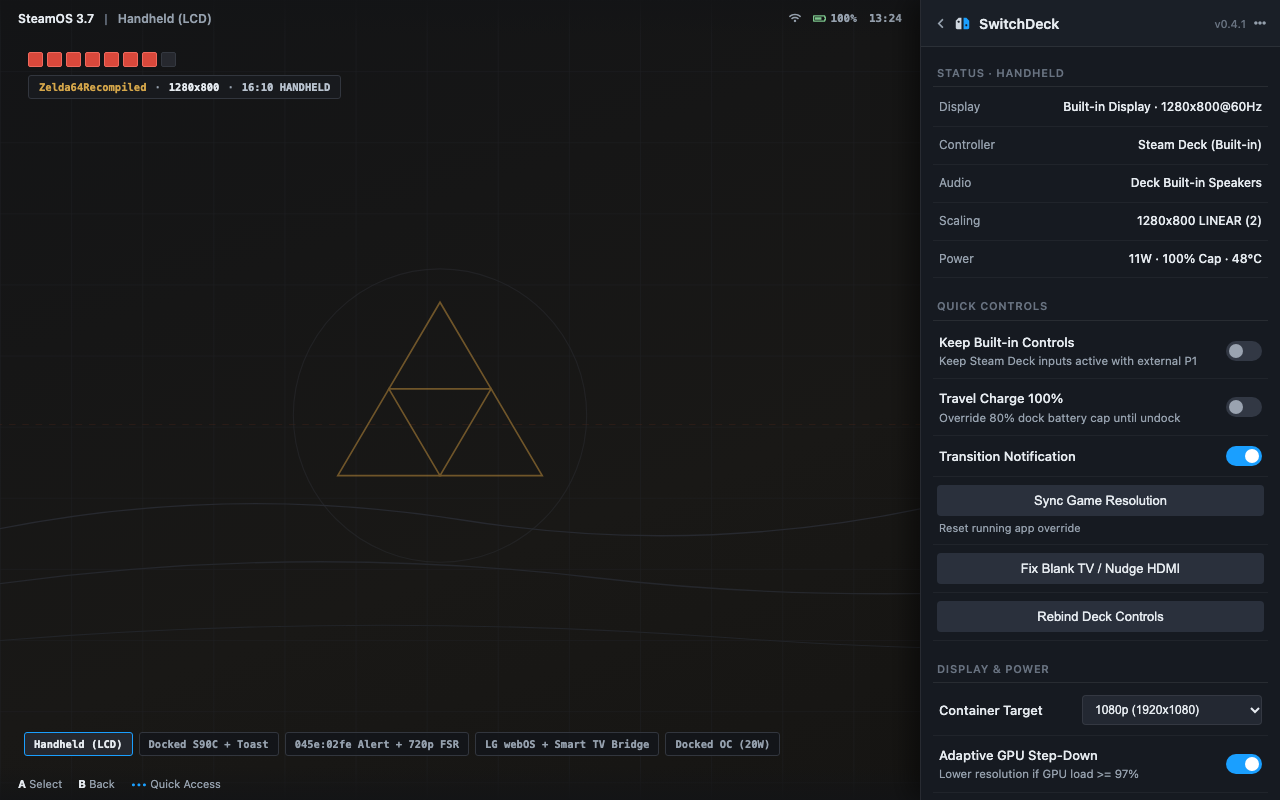 SteamOS 3.7 | Handheld (LCD)
100% 13:24
Zelda64Recompiled · 1280x800 · 16:10 HANDHELD
Handheld (LCD)
Docked S90C + Toast
045e:02fe Alert + 720p FSR
LG webOS + Smart TV Bridge
Docked OC (20W)
A Select B Back ••• Quick Access
SwitchDeck v0.4.1 •••
STATUS · HANDHELD
Display Built-in Display · 1280x800@60Hz
Controller Steam Deck (Built-in)
Audio Deck Built-in Speakers
Scaling 1280x800 LINEAR (2)
Power 11W · 100% Cap · 48°C
QUICK CONTROLS
Keep Built-in Controls
Keep Steam Deck inputs active with external P1
Travel Charge 100%
Override 80% dock battery cap until undock
Transition Notification
Sync Game Resolution
Reset running app override
Fix Blank TV / Nudge HDMI
Rebind Deck Controls
DISPLAY & POWER
Container Target 1080p (1920x1080)
Adaptive GPU Step-Down
Lower resolution if GPU load >= 97%